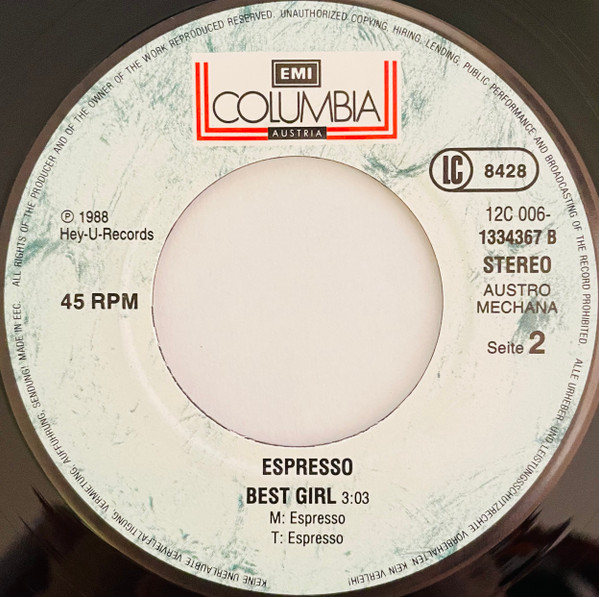 ALL RIGHTS OF THE PRODUCER AND OF THE OWNER OF THE WORK REPRODUCED RESERVED. UNAUTHORIZED COPYING, HIRING, LENDING, PUBLIC PERFORMANCE AND BROADCASTING OF THE RECORD PROHIBITED.
EMI
COLUMBIA
AUSTRIA
LC 8428
℗ 1988
Hey-U-Records
12C 006-
1334367 B
STEREO
45 RPM
AUSTRO
MECHANA
Seite 2
ESPRESSO
BEST GIRL 3:03
M: Espresso
T: Espresso
ALLE URHEBER- UND LEISTUNGSSCHUTZRECHTE VORBEHALTEN. KEIN VERLEIH!
KEINE UNERLAUBTE VERVIELFÄLTIGUNG, VERMIETUNG, AUFFÜHRUNG, SENDUNG! MADE IN EEC.